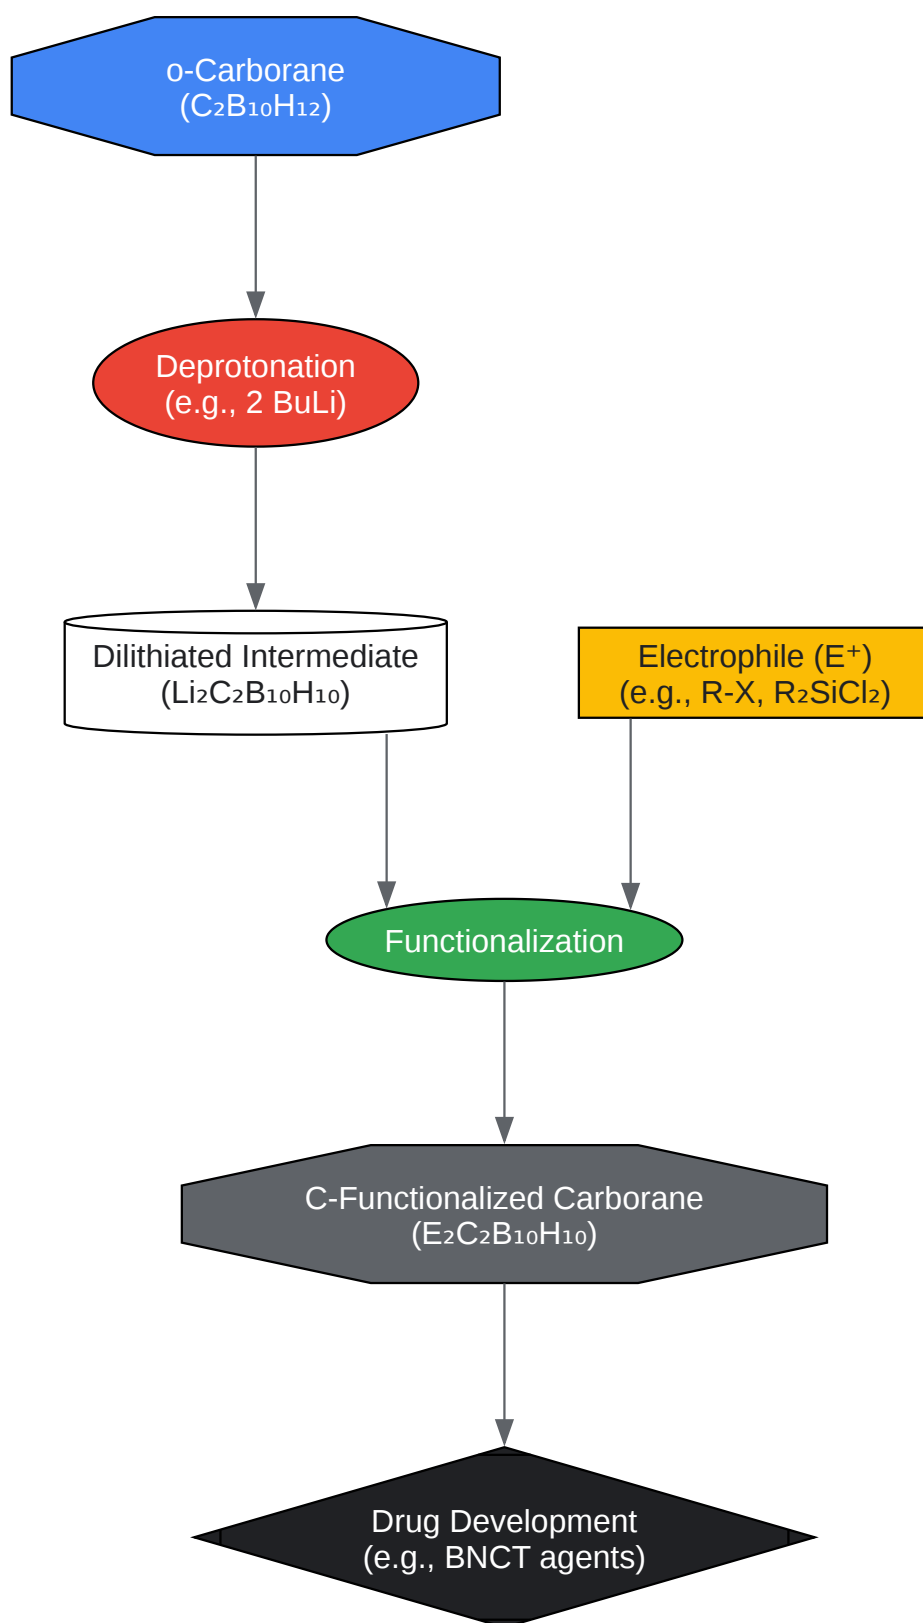 o-Carborane
(C₂B₁₀H₁₂)
Deprotonation
(e.g., 2 BuLi)
Dilithiated Intermediate
(Li₂C₂B₁₀H₁₀)
Electrophile (E⁺)
(e.g., R-X, R₂SiCl₂)
Functionalization
C-Functionalized Carborane
(E₂C₂B₁₀H₁₀)
Drug Development
(e.g., BNCT agents)